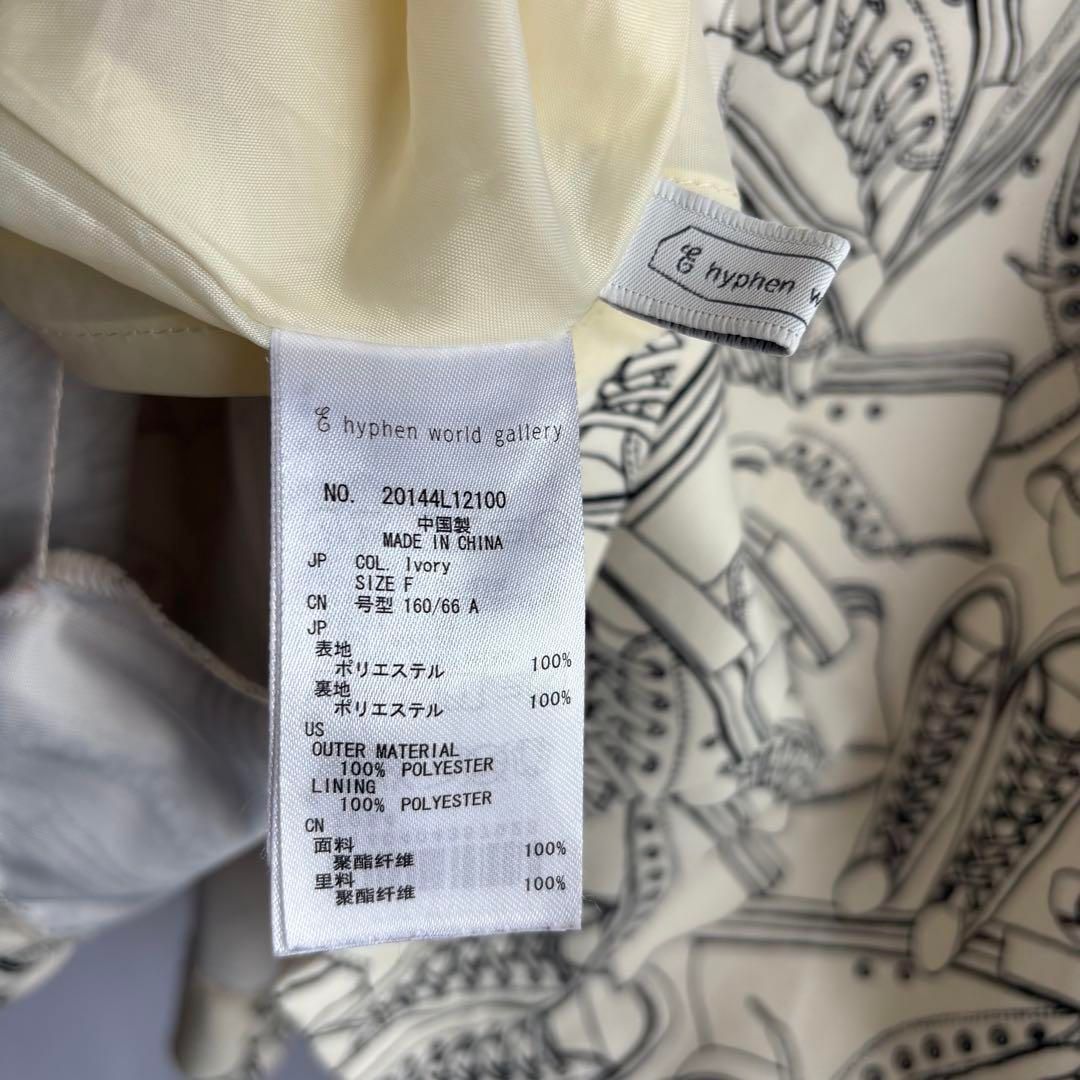 hyphen w
hyphen world gallery
NO. 20144L12100
中国製
MADE IN CHINA
JP COL. Ivory
SIZE F
CN 号型 160/66 A
JP
表地
ポリエステル 100%
裏地
ポリエステル 100%
US
OUTER MATERIAL
100% POLYESTER
LINING
100% POLYESTER
CN
面料
聚酯纤维 100%
里料
聚酯纤维 100%